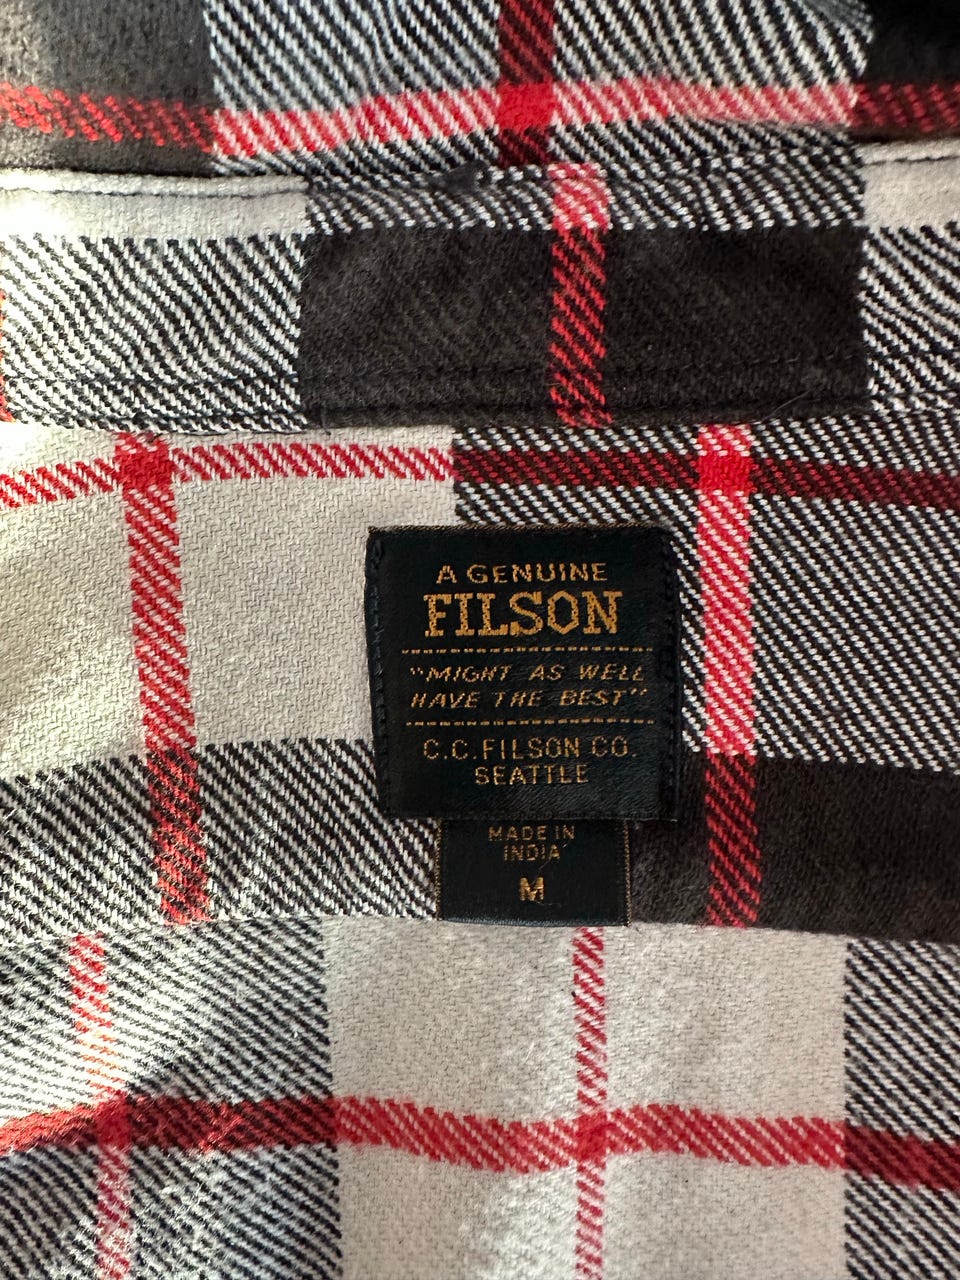 A GENUINE
FILSON
"MIGHT AS WELL
HAVE THE BEST"
C.C. FILSON CO.
SEATTLE
MADE IN
INDIA
M